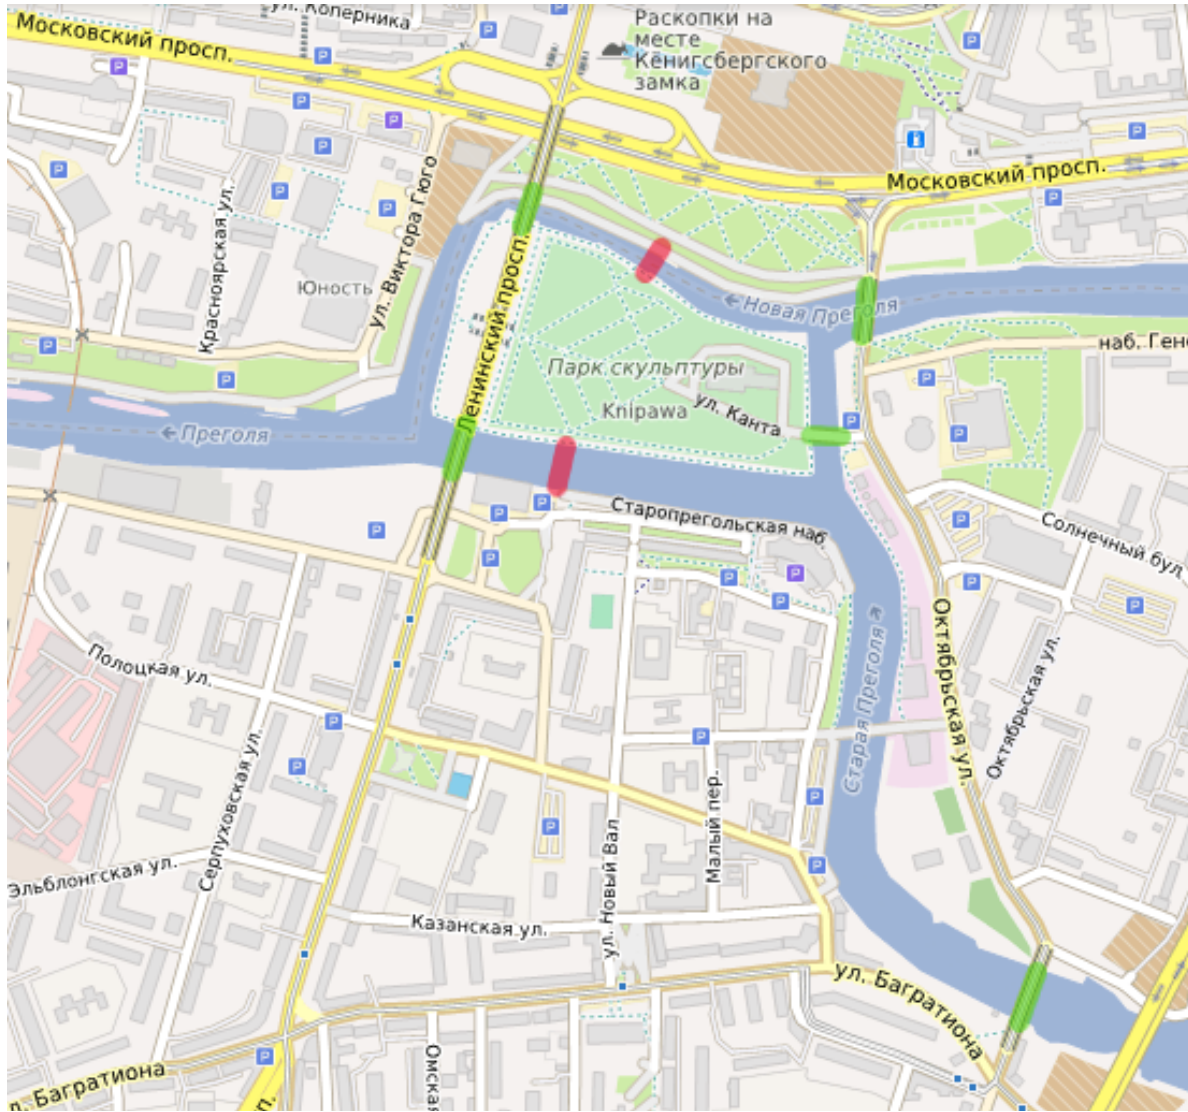 ул. Коперника
Московский просп.
Раскопки на
месте
Кёнигсбергского
замка
Московский просп.
Красноярская ул.
ул. Виктора Гюго
Юность
Ленинский просп.
← Новая Преголя
наб. Гене
Парк скульптуры
Knipawa
ул. Канта
← Преголя
Старопрегольская наб.
Солнечный бул
Октябрьская ул.
Октябрьская ул.
Старая Преголя →
Полоцкая ул.
Серпуховская ул.
Малый пер.
ул. Новый Вал
Эльблонгская ул.
Казанская ул.
ул. Багратиона
л. Багратиона
Омская
п.